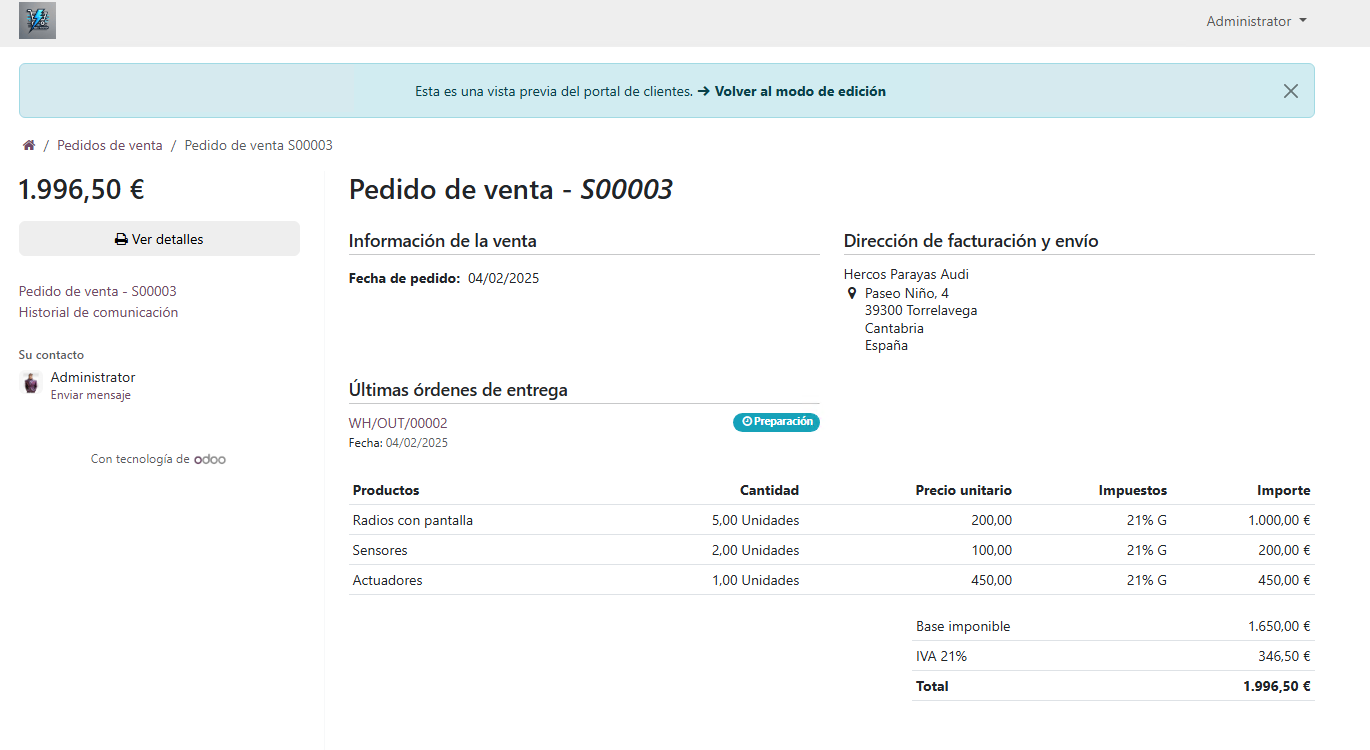 Administrator
Esta es una vista previa del portal de clientes. → Volver al modo de edición
/ Pedidos de venta / Pedido de venta S00003
1.996,50 €
Ver detalles
Pedido de venta - S00003
Historial de comunicación
Su contacto
Administrator
Enviar mensaje
Con tecnología de odoo
Pedido de venta - S00003
Información de la venta
Fecha de pedido: 04/02/2025
Dirección de facturación y envío
Hercos Parayas Audi
Paseo Niño, 4
39300 Torrelavega
Cantabria
España
Últimas órdenes de entrega
WH/OUT/00002 Preparación
Fecha: 04/02/2025
Productos Cantidad Precio unitario Impuestos Importe
Radios con pantalla 5,00 Unidades 200,00 21% G 1.000,00 €
Sensores 2,00 Unidades 100,00 21% G 200,00 €
Actuadores 1,00 Unidades 450,00 21% G 450,00 €
Base imponible 1.650,00 €
IVA 21% 346,50 €
Total 1.996,50 €